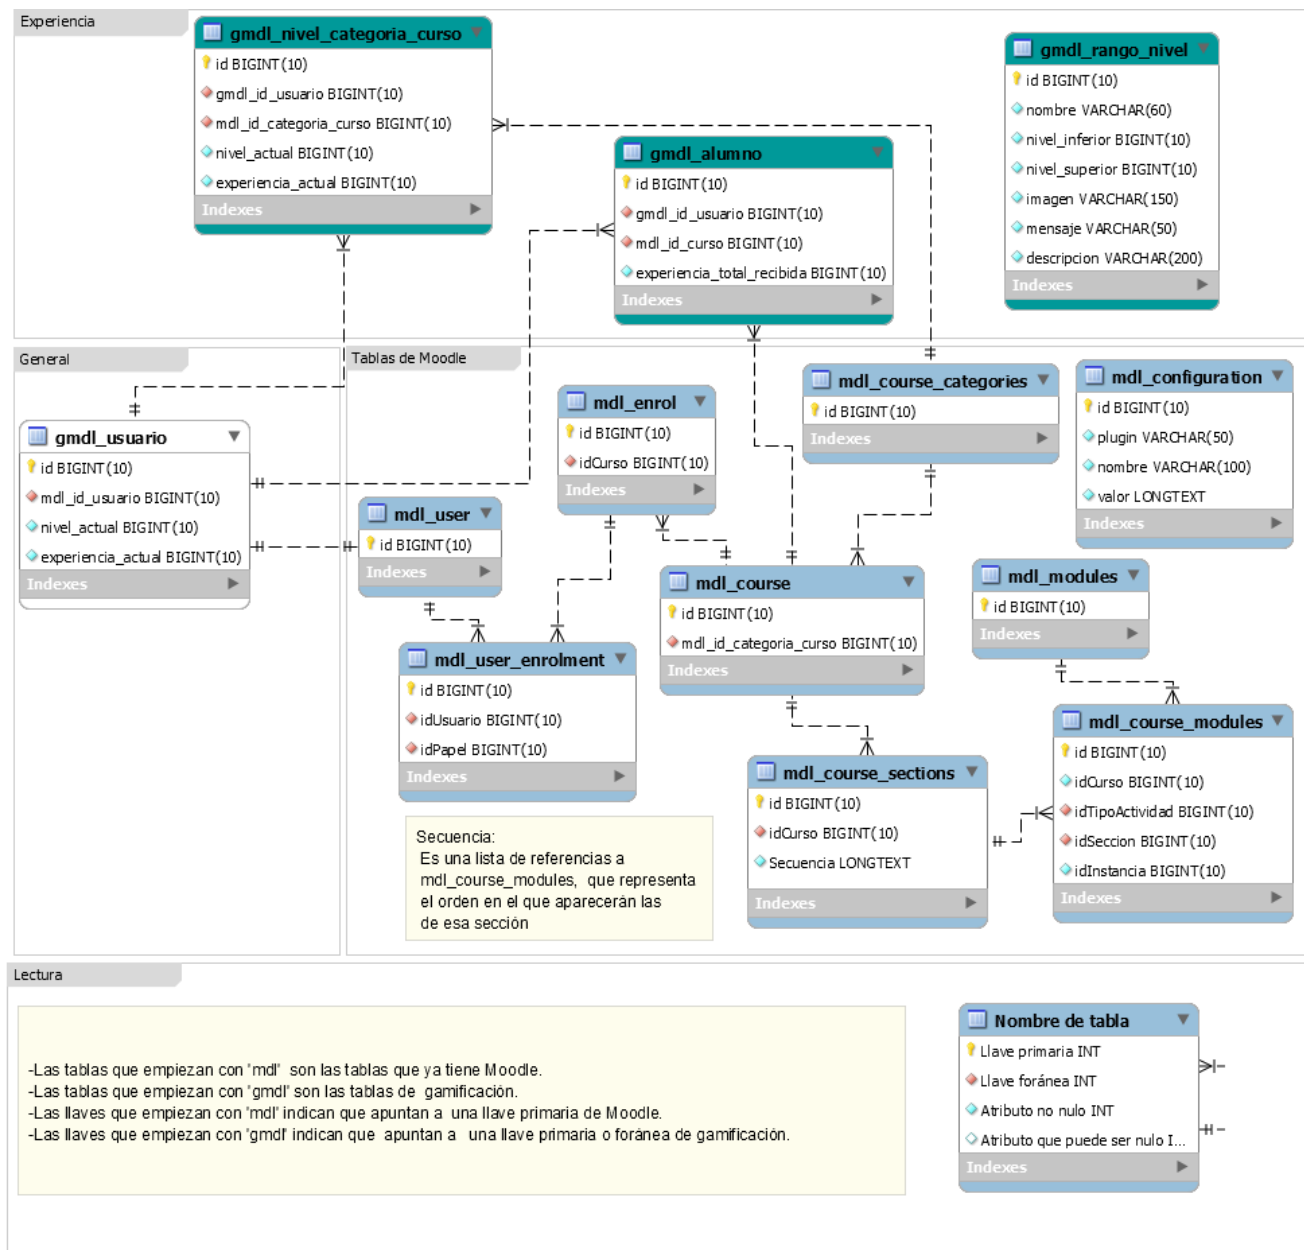 Experiencia
gmdl_nivel_categoria_curso
id BIGINT(10)
gmdl_id_usuario BIGINT(10)
mdl_id_categoria_curso BIGINT(10)
nivel_actual BIGINT(10)
experiencia_actual BIGINT(10)
Indexes
gmdl_alumno
id BIGINT(10)
gmdl_id_usuario BIGINT(10)
mdl_id_curso BIGINT(10)
experiencia_total_recibida BIGINT(10)
Indexes
gmdl_rango_nivel
id BIGINT(10)
nombre VARCHAR(60)
nivel_inferior BIGINT(10)
nivel_superior BIGINT(10)
imagen VARCHAR(150)
mensaje VARCHAR(50)
descripcion VARCHAR(200)
Indexes
General
gmdl_usuario
id BIGINT(10)
mdl_id_usuario BIGINT(10)
nivel_actual BIGINT(10)
experiencia_actual BIGINT(10)
Indexes
Tablas de Moodle
mdl_enrol
id BIGINT(10)
idCurso BIGINT(10)
Indexes
mdl_course_categories
id BIGINT(10)
Indexes
mdl_configuration
id BIGINT(10)
plugin VARCHAR(50)
nombre VARCHAR(100)
valor LONGTEXT
Indexes
mdl_user
id BIGINT(10)
Indexes
mdl_course
id BIGINT(10)
mdl_id_categoria_curso BIGINT(10)
Indexes
mdl_modules
id BIGINT(10)
Indexes
mdl_user_enrolment
id BIGINT(10)
idUsuario BIGINT(10)
idPapel BIGINT(10)
Indexes
mdl_course_sections
id BIGINT(10)
idCurso BIGINT(10)
Secuencia LONGTEXT
Indexes
mdl_course_modules
id BIGINT(10)
idCurso BIGINT(10)
idTipoActividad BIGINT(10)
idSeccion BIGINT(10)
idInstancia BIGINT(10)
Indexes
Secuencia:
Es una lista de referencias a
mdl_course_modules, que representa
el orden en el que aparecerán las
de esa sección
Lectura
-Las tablas que empiezan con 'mdl' son las tablas que ya tiene Moodle.
-Las tablas que empiezan con 'gmdl' son las tablas de gamificación.
-Las llaves que empiezan con 'mdl' indican que apuntan a una llave primaria de Moodle.
-Las llaves que empiezan con 'gmdl' indican que apuntan a una llave primaria o foránea de gamificación.
Nombre de tabla
Llave primaria INT
Llave foránea INT
Atributo no nulo INT
Atributo que puede ser nulo I...
Indexes